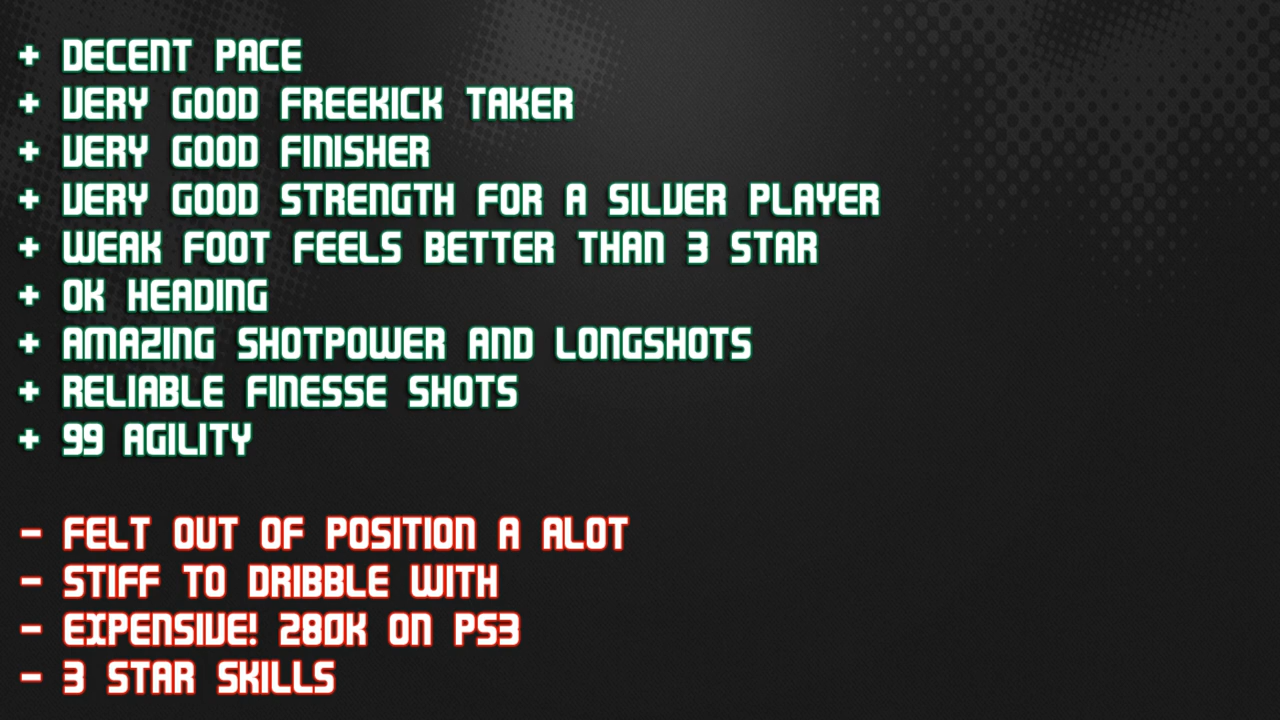 + DECENT PACE
+ VERY GOOD FREEKICK TAKER
+ VERY GOOD FINISHER
+ VERY GOOD STRENGTH FOR A SILVER PLAYER
+ WEAK FOOT FEELS BETTER THAN 3 STAR
+ OK HEADING
+ AMAZING SHOTPOWER AND LONGSHOTS
+ RELIABLE FINESSE SHOTS
+ 99 AGILITY
- FELT OUT OF POSITION A ALOT
- STIFF TO DRIBBLE WITH
- EXPENSIVE! 280K ON PS3
- 3 STAR SKILLS